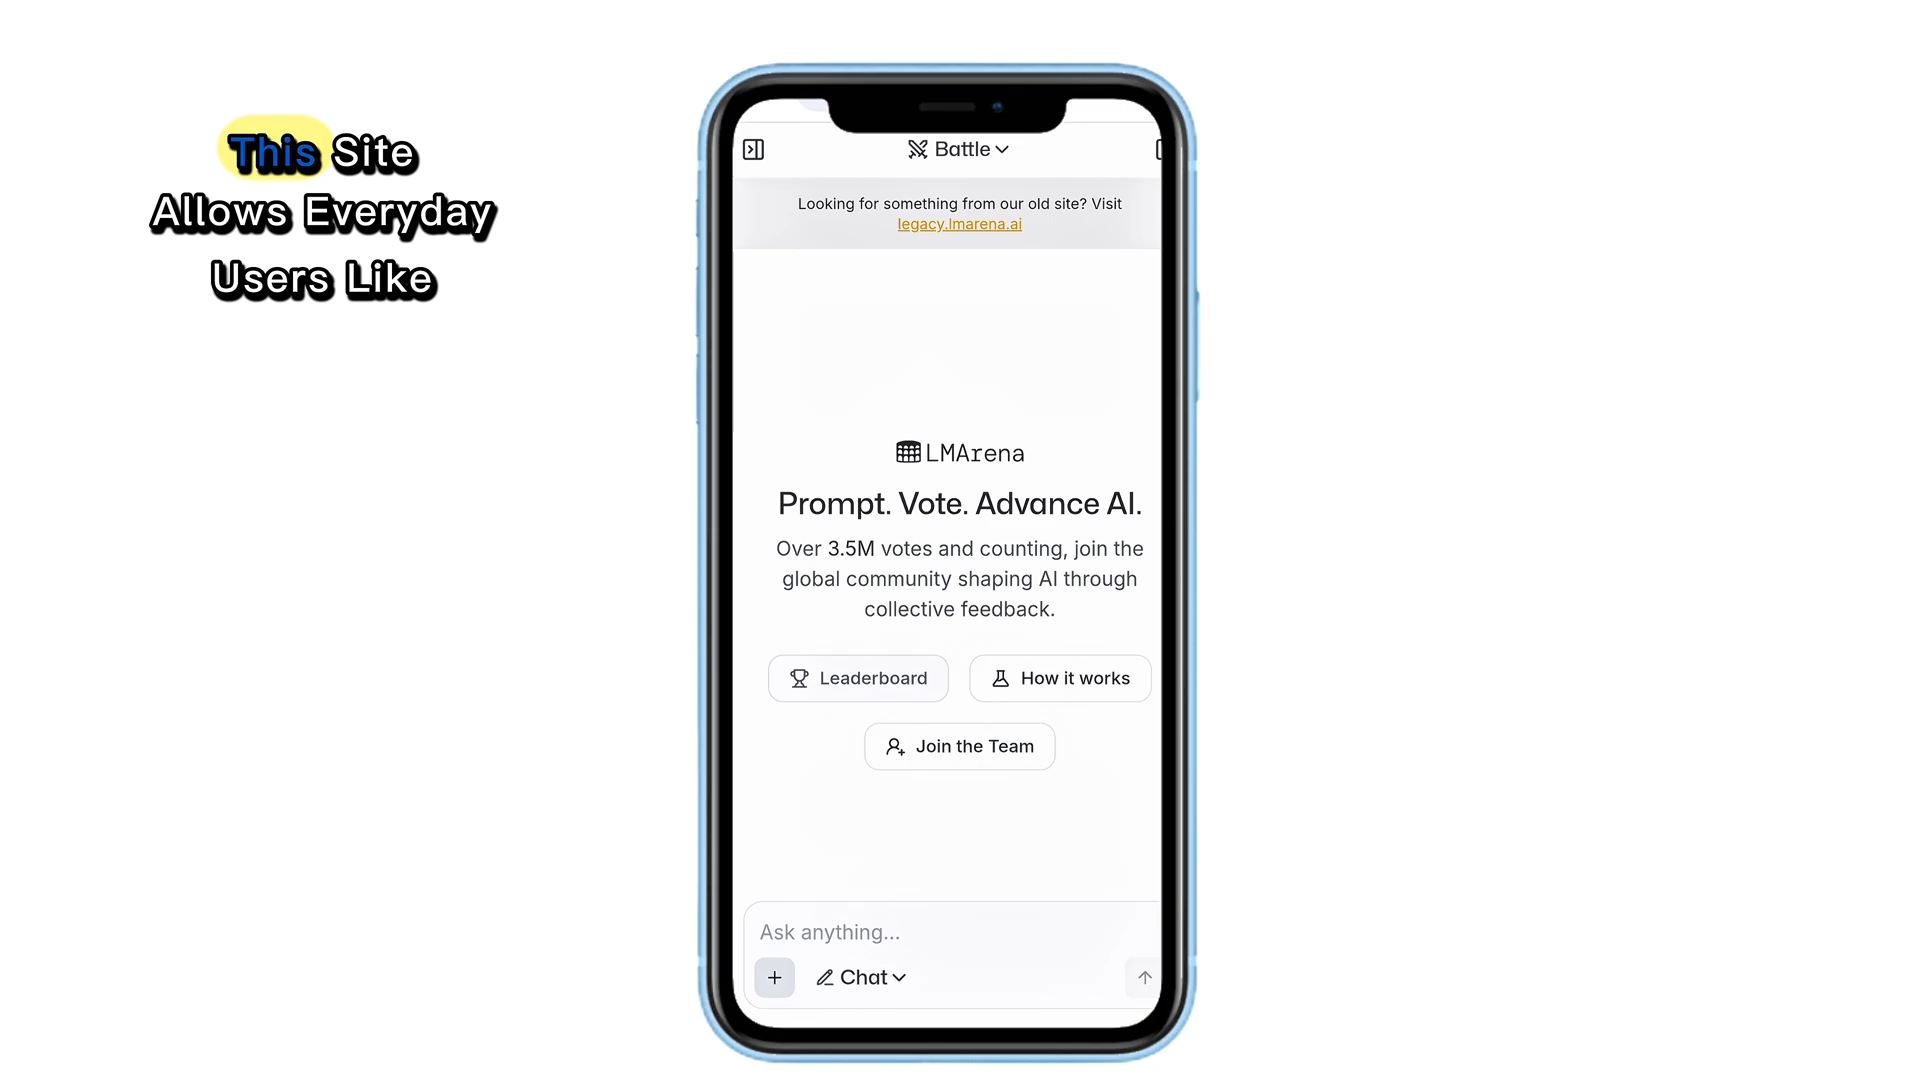 This Site
Allows Everyday
Users Like
Battle
Looking for something from our old site? Visit
legacy.lmarena.ai
LMArena
Prompt. Vote. Advance AI.
Over 3.5M votes and counting, join the
global community shaping AI through
collective feedback.
Leaderboard
How it works
Join the Team
Ask anything...
Chat